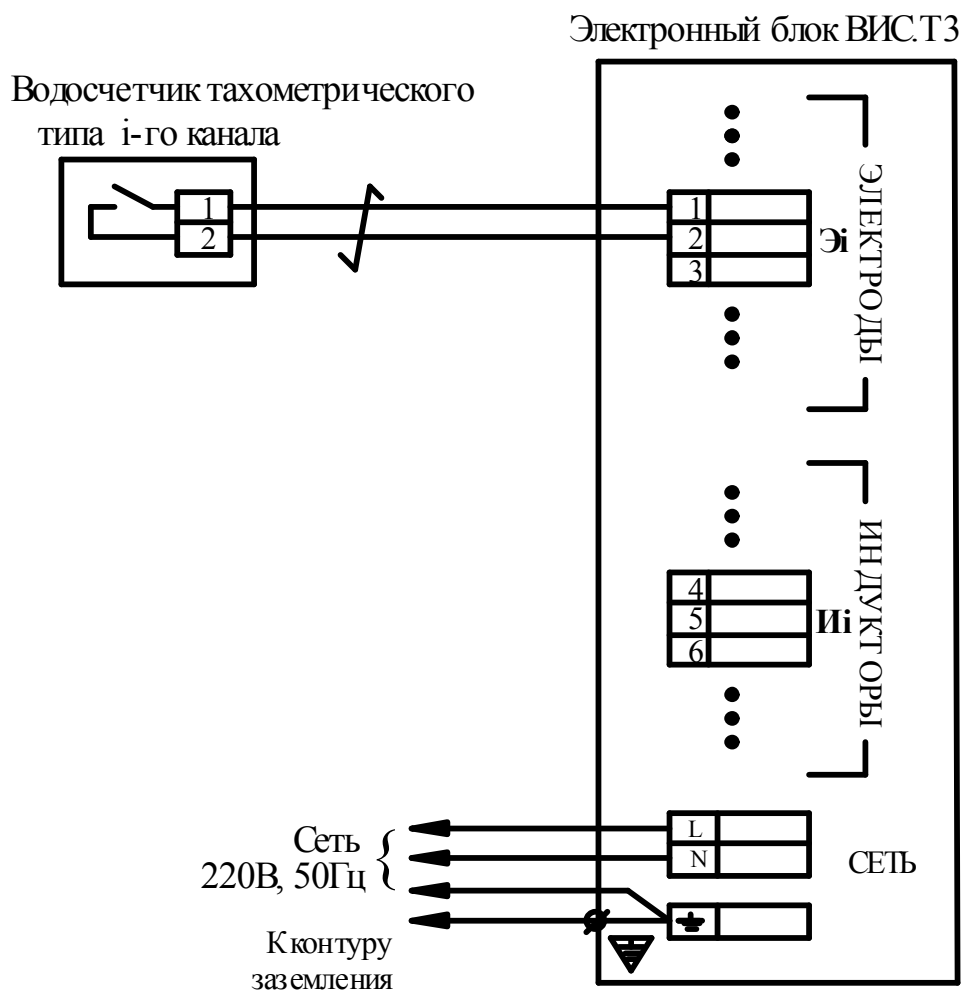 Электронный блок ВИС.Т3
Водосчетчик тахометрического
типа i-го канала
1
2
1
2
3
Эi
ЭЛЕКТРОДЫ
4
5
6
Иi
ИНДУКТОРЫ
L
N
СЕТЬ
Сеть
220В, 50Гц
К контуру
заземления